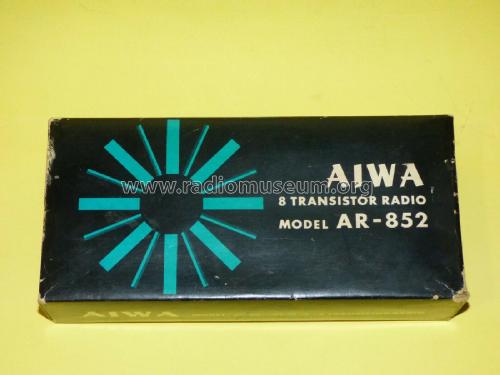 AIWA
www.radiomuseum.org
8 TRANSISTOR RADIO
MODEL AR-852
AIWA